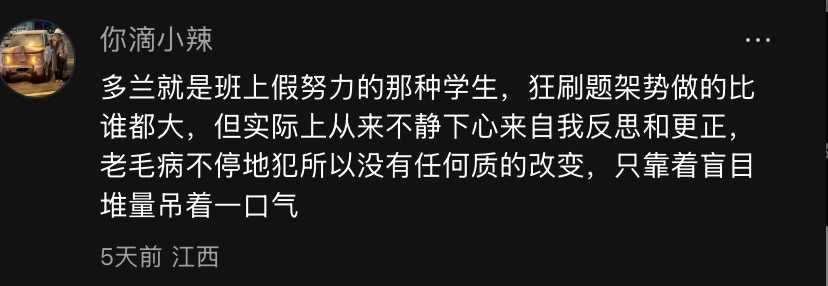 你滴小辣
多兰就是班上假努力的那种学生，狂刷题架势做的比
谁都大，但实际上从来不静下心来自我反思和更正，
老毛病不停地犯所以没有任何质的改变，只靠着盲目
堆量吊着一口气
5天前 江西